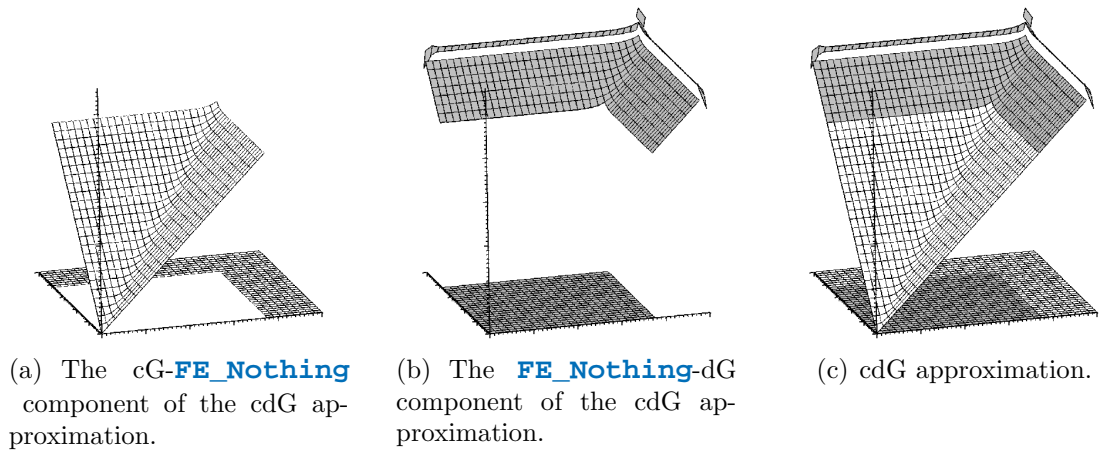 (a) The cG-FE_Nothing
component of the cdG ap-
proximation.
(b) The FE_Nothing-dG
component of the cdG ap-
proximation.
(c) cdG approximation.